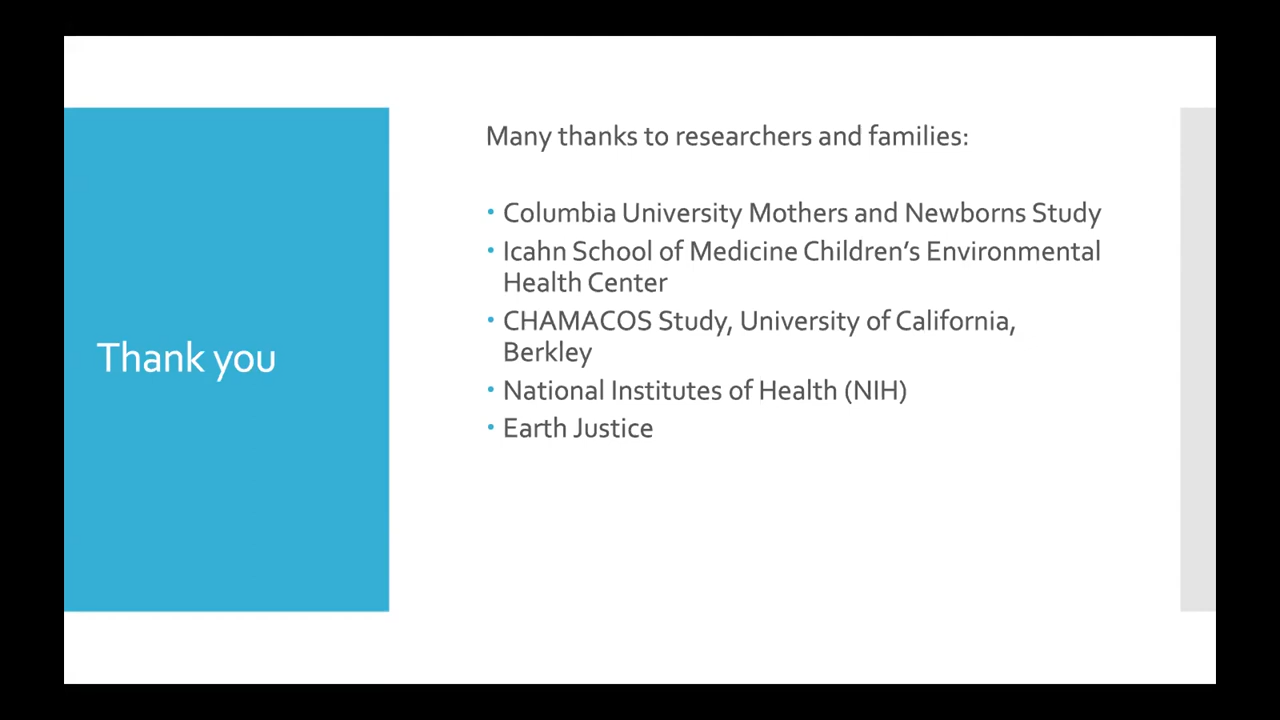 Thank you
Many thanks to researchers and families:
• Columbia University Mothers and Newborns Study
• Icahn School of Medicine Children’s Environmental
Health Center
• CHAMACOS Study, University of California,
Berkley
• National Institutes of Health (NIH)
• Earth Justice